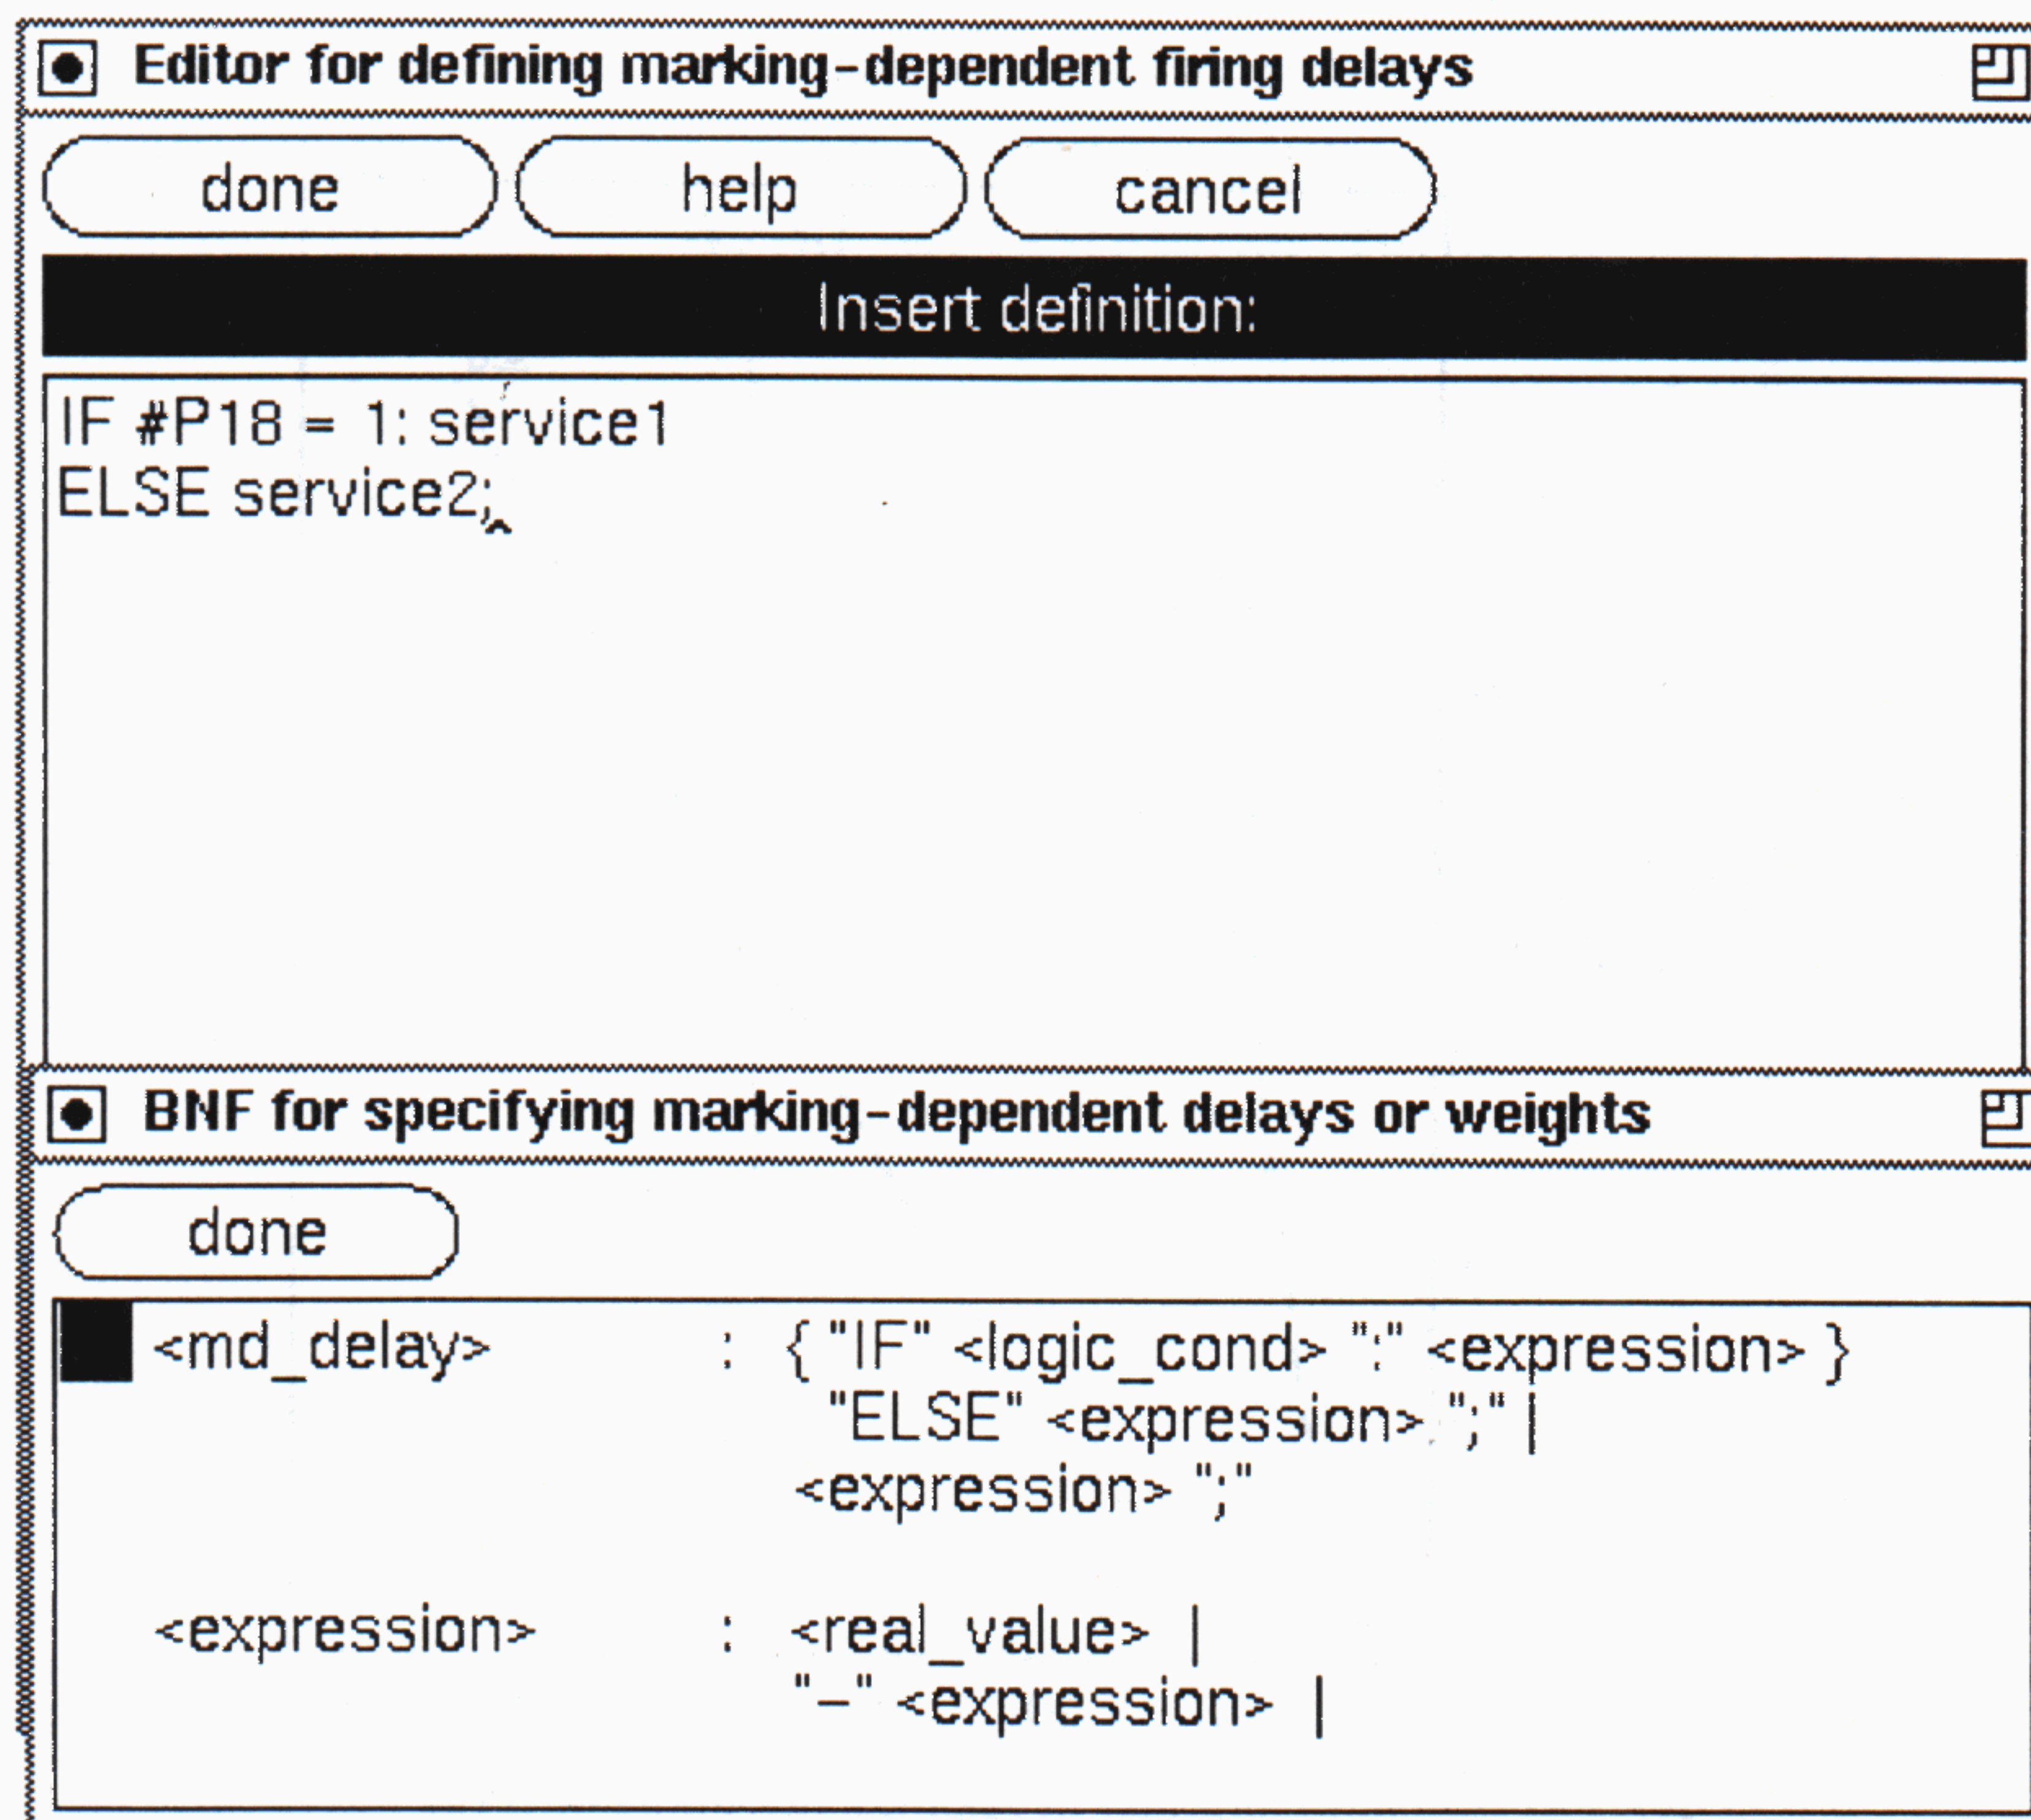 Editor for defining marking-dependent firing delays
done help cancel
Insert definition:
IF #P18 = 1: service1
ELSE service2;
BNF for specifying marking-dependent delays or weights
done
<md_delay> : { "IF" <logic_cond> ":" <expression> }
"ELSE" <expression> ";" |
<expression> ";"
<expression> : <real_value> |
"-" <expression> |